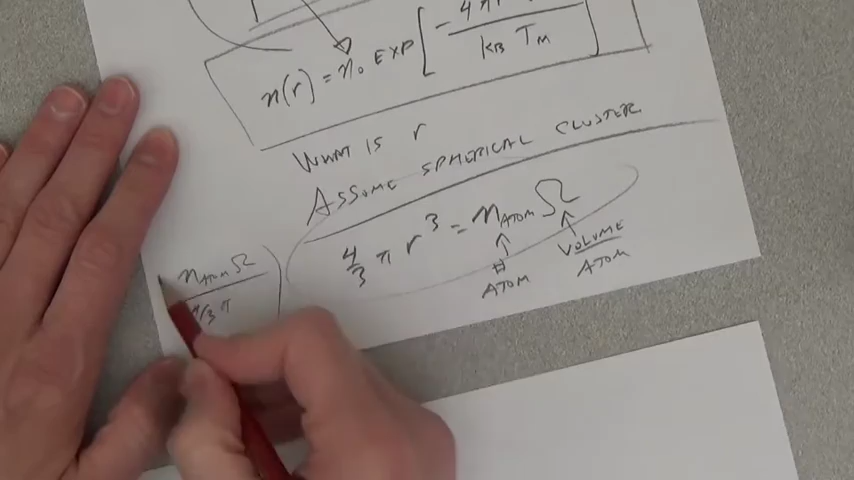 n(r) = n₀ EXP [ - 4π
kB TM ]
WHAT IS r
ASSUME SPHERICAL CLUSTER
4/3 π r³ = nATOM Ω
# ATOM
VOLUME
ATOM
nATOM Ω
4/3 π